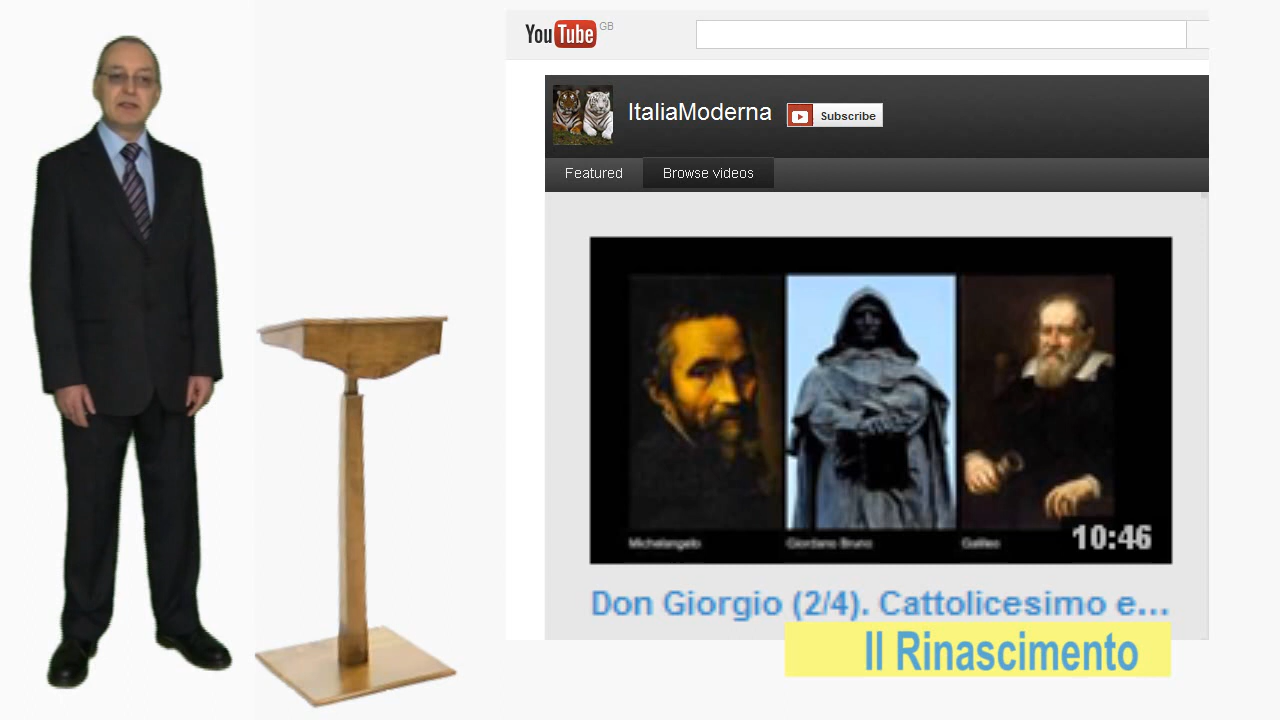 YouTube GB
ItaliaModerna
Subscribe
Featured
Browse videos
Michelangelo
Giordano Bruno
Galileo
10:46
Don Giorgio (2/4). Cattolicesimo e...
Il Rinascimento